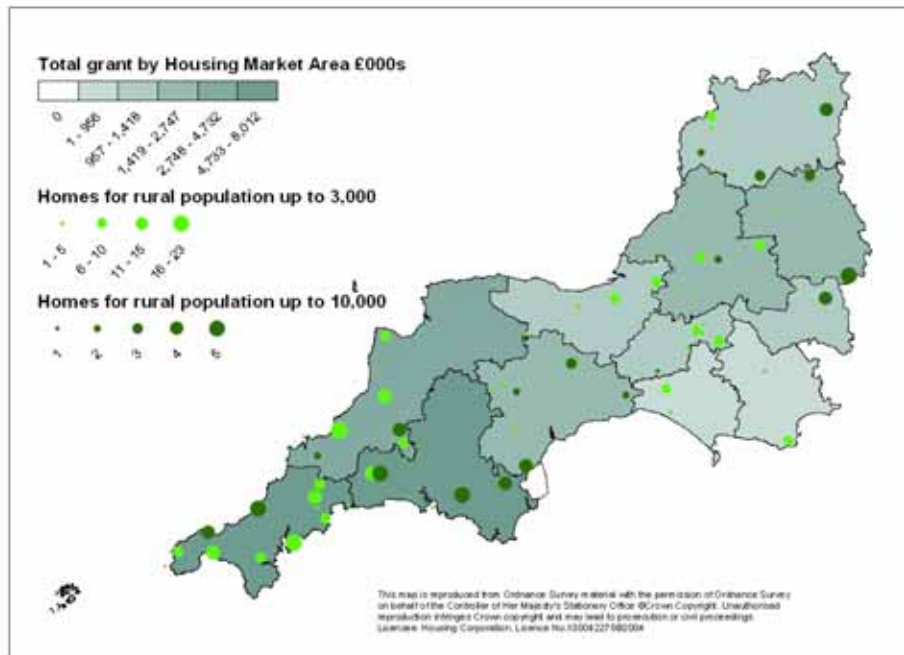 Total grant by Housing Market Area £000s
0
1 - 956
957 - 1,418
1,419 - 2,747
2,748 - 4,732
4,733 - 8,012
Homes for rural population up to 3,000
1 - 5
6 - 10
11 - 15
16 - 23
Homes for rural population up to 10,000
1
2
3
4
5
This map is reproduced from Ordnance Survey material with the permission of Ordnance Survey
on behalf of the Controller of Her Majesty's Stationery Office ©Crown Copyright. Unauthorised
reproduction infringes Crown copyright and may lead to prosecution or civil proceedings
Licensee: Housing Corporation, Licence No.